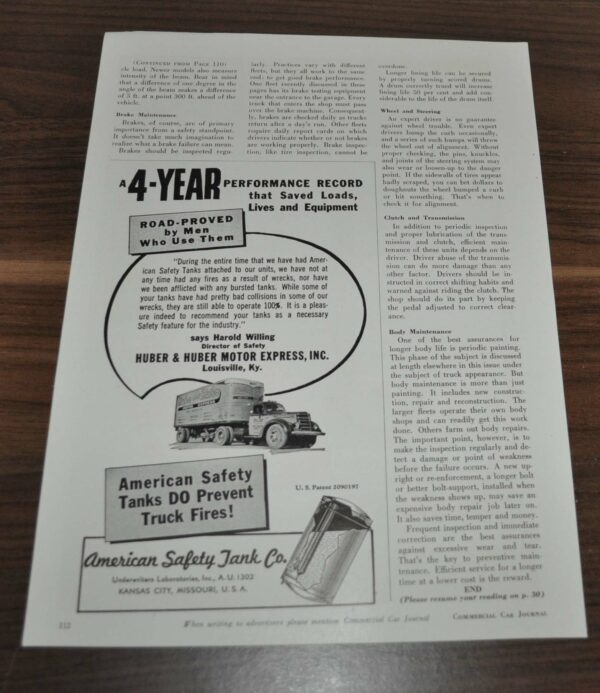 (CONTINUED FROM PAGE 110)
cle load. Newer models also measure
intensity of the beam. Bear in mind
that a difference of one degree in the
angle of the beam makes a difference
of 5 ft. at a point 300 ft. ahead of the
vehicle.
Brake Maintenance
Brakes, of course, are of primary
importance from a safety standpoint.
It doesn't take much imagination to
realize what a brake failure can mean.
Brakes should be inspected regu-
larly. Practices vary with different
fleets, but they all work to the same
end: to get good brake performance.
One fleet recently discussed in these
pages has its brake testing equipment
near the entrance to the garage. Every
truck that enters the shop must pass
over the brake machine. Consequent-
ly, brakes are checked daily as trucks
return after a day's run. Other fleets
require daily report cards on which
drivers indicate whether or not brakes
are working properly. Brake inspec-
tion, like tire inspection, cannot be
overdone.
Longer lining life can be secured
by properly turning scored drums.
A drum correctly trued will increase
lining life 50 per cent and add con-
siderable to the life of the drum itself.
Wheel and Steering
An expert driver is no guarantee
against wheel trouble. Even expert
drivers bump the curb occasionally,
and a series of such bumps will throw
the wheel out of alignment. Without
proper checking, the pins, knuckles,
and joints of the steering system may
also wear or loosen up to the danger
point. If the sidewalls of tires appear
badly scraped, you can bet dollars to
doughnuts the wheel bumped a curb
or hit something. That's when to
check it for alignment.
Clutch and Transmission
In addition to periodic inspection
and proper lubrication of the trans-
mission and clutch, efficient main-
tenance of these units depends on the
driver. Driver abuse of the transmis-
sion can do more damage than any
other factor. Drivers should be in-
structed in correct shifting habits and
warned against riding the clutch. The
shop should do its part by keeping
the pedal adjusted to correct clear-
ance.
Body Maintenance
One of the best assurances for
longer body life is periodic painting.
This phase of the subject is discussed
at length elsewhere in this issue under
the subject of truck appearance. But
body maintenance is more than just
painting. It includes new construc-
tion, repair and reconstruction. The
larger fleets operate their own body
shops and can readily get this work
done. Others farm out body repairs.
The important point, however, is to
make the inspection regularly and de-
tect a damage or point of weakness
before the failure occurs. A new up-
right or re-enforcement, a longer bolt
or better bolt-support, installed when
the weakness shows up, may save an
expensive body repair job later on.
It also saves time, temper and money.
Frequent inspection and immediate
correction are the best assurances
against excessive wear and tear.
That's the key to preventive main-
tenance. Efficient service for a longer
time at a lower cost is the reward.
END
(Please resume your reading on p. 50)
A 4-YEAR PERFORMANCE RECORD
that Saved Loads,
Lives and Equipment
ROAD-PROVED
by Men
Who Use Them
"During the entire time that we have had Amer-
ican Safety Tanks attached to our units, we have not at
any time had any fires as a result of wrecks, nor have
we been afflicted with any bursted tanks. While some of
your tanks have had pretty bad collisions in some of our
wrecks, they are still able to operate 100%. It is a pleas-
ure indeed to recommend your tanks as a necessary
Safety feature for the industry."
says Harold Willing
Director of Safety
HUBER & HUBER MOTOR EXPRESS, INC.
Louisville, Ky.
American Safety
Tanks DO Prevent
Truck Fires!
U. S. Patent 2090197
American Safety Tank Co.
Underwriters Laboratories, Inc., A.U. 1302
KANSAS CITY, MISSOURI, U. S. A.
112
When writing to advertisers please mention Commercial Car Journal
COMMERCIAL CAR JOURNAL